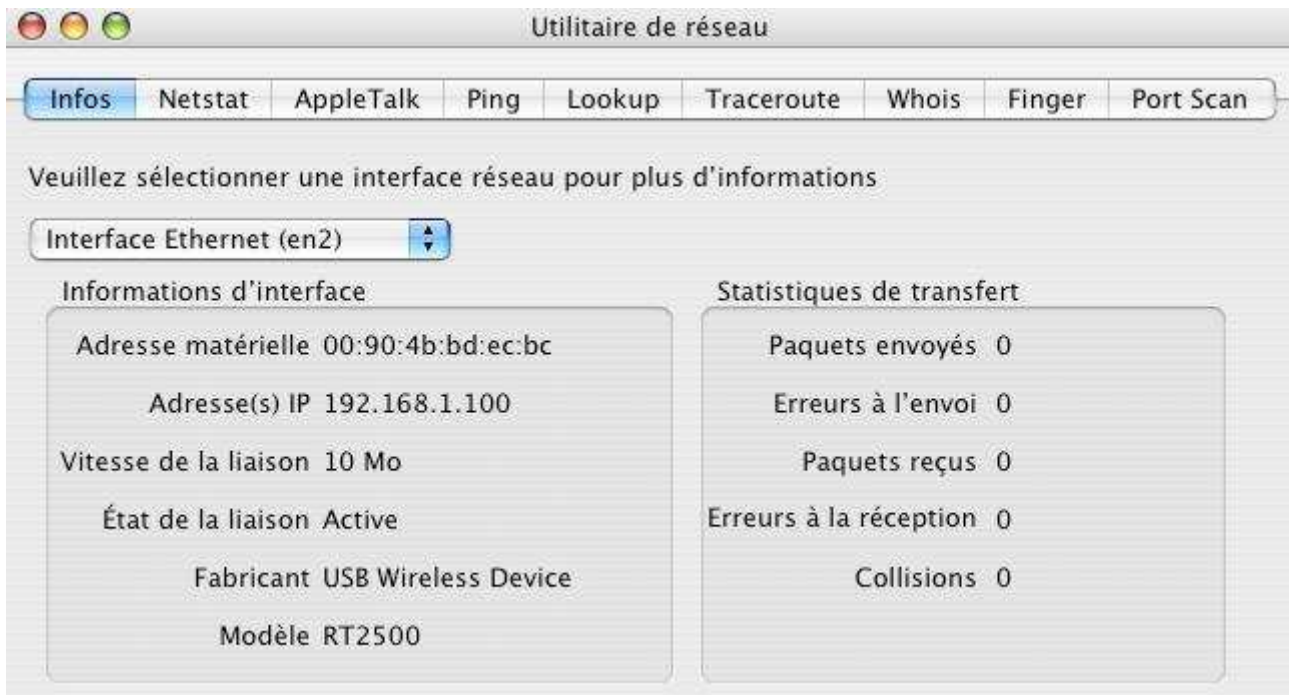 Utilitaire de réseau
Infos Netstat AppleTalk Ping Lookup Traceroute Whois Finger Port Scan
Veuillez sélectionner une interface réseau pour plus d'informations
Interface Ethernet (en2)
Informations d'interface
Adresse matérielle 00:90:4b:bd:ec:bc
Adresse(s) IP 192.168.1.100
Vitesse de la liaison 10 Mo
État de la liaison Active
Fabricant USB Wireless Device
Modèle RT2500
Statistiques de transfert
Paquets envoyés 0
Erreurs à l'envoi 0
Paquets reçus 0
Erreurs à la réception 0
Collisions 0